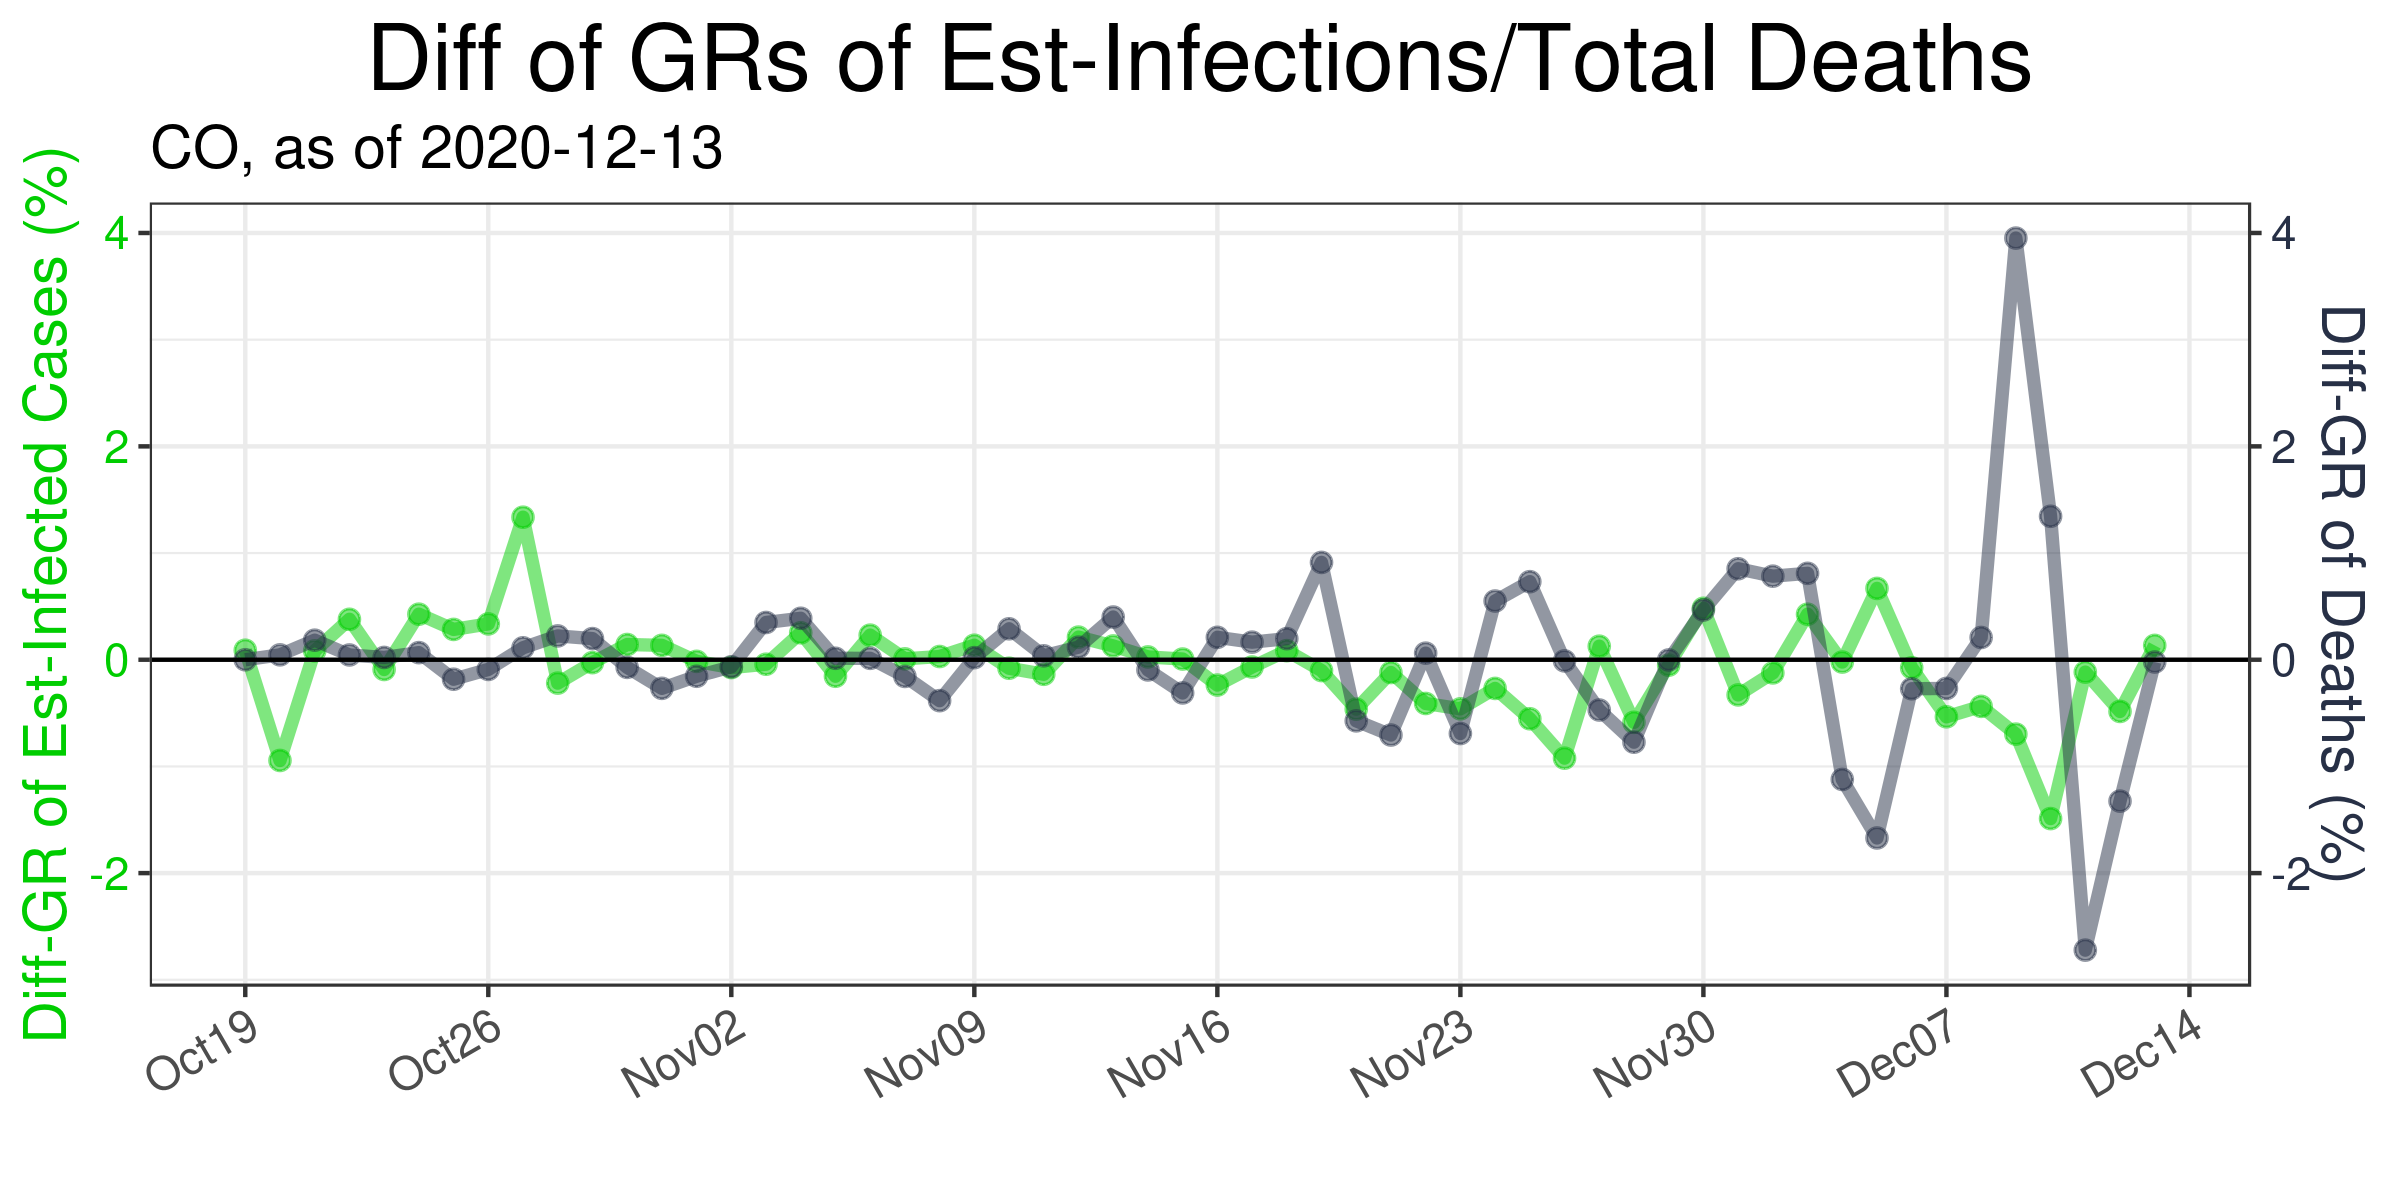 Diff of GRs of Est-Infections/Total Deaths
CO, as of 2020-12-13
Diff-GR of Est-Infected Cases (%)
4
2
0
-2
4
2
0
-2
Diff-GR of Deaths (%)
Oct19
Oct26
Nov02
Nov09
Nov16
Nov23
Nov30
Dec07
Dec14